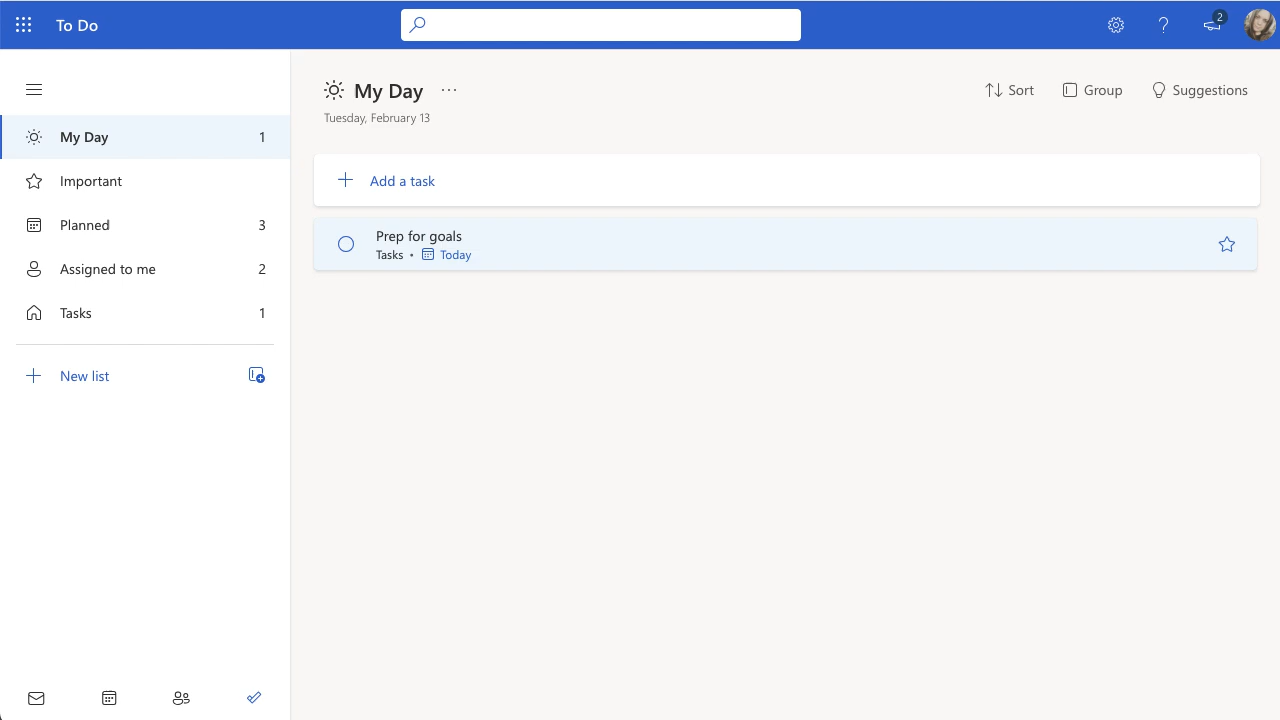 To Do
2
My Day
Sort
Group
Suggestions
Tuesday, February 13
My Day 1
Important
Planned 3
Assigned to me 2
Tasks 1
New list
Add a task
Prep for goals
Tasks • Today